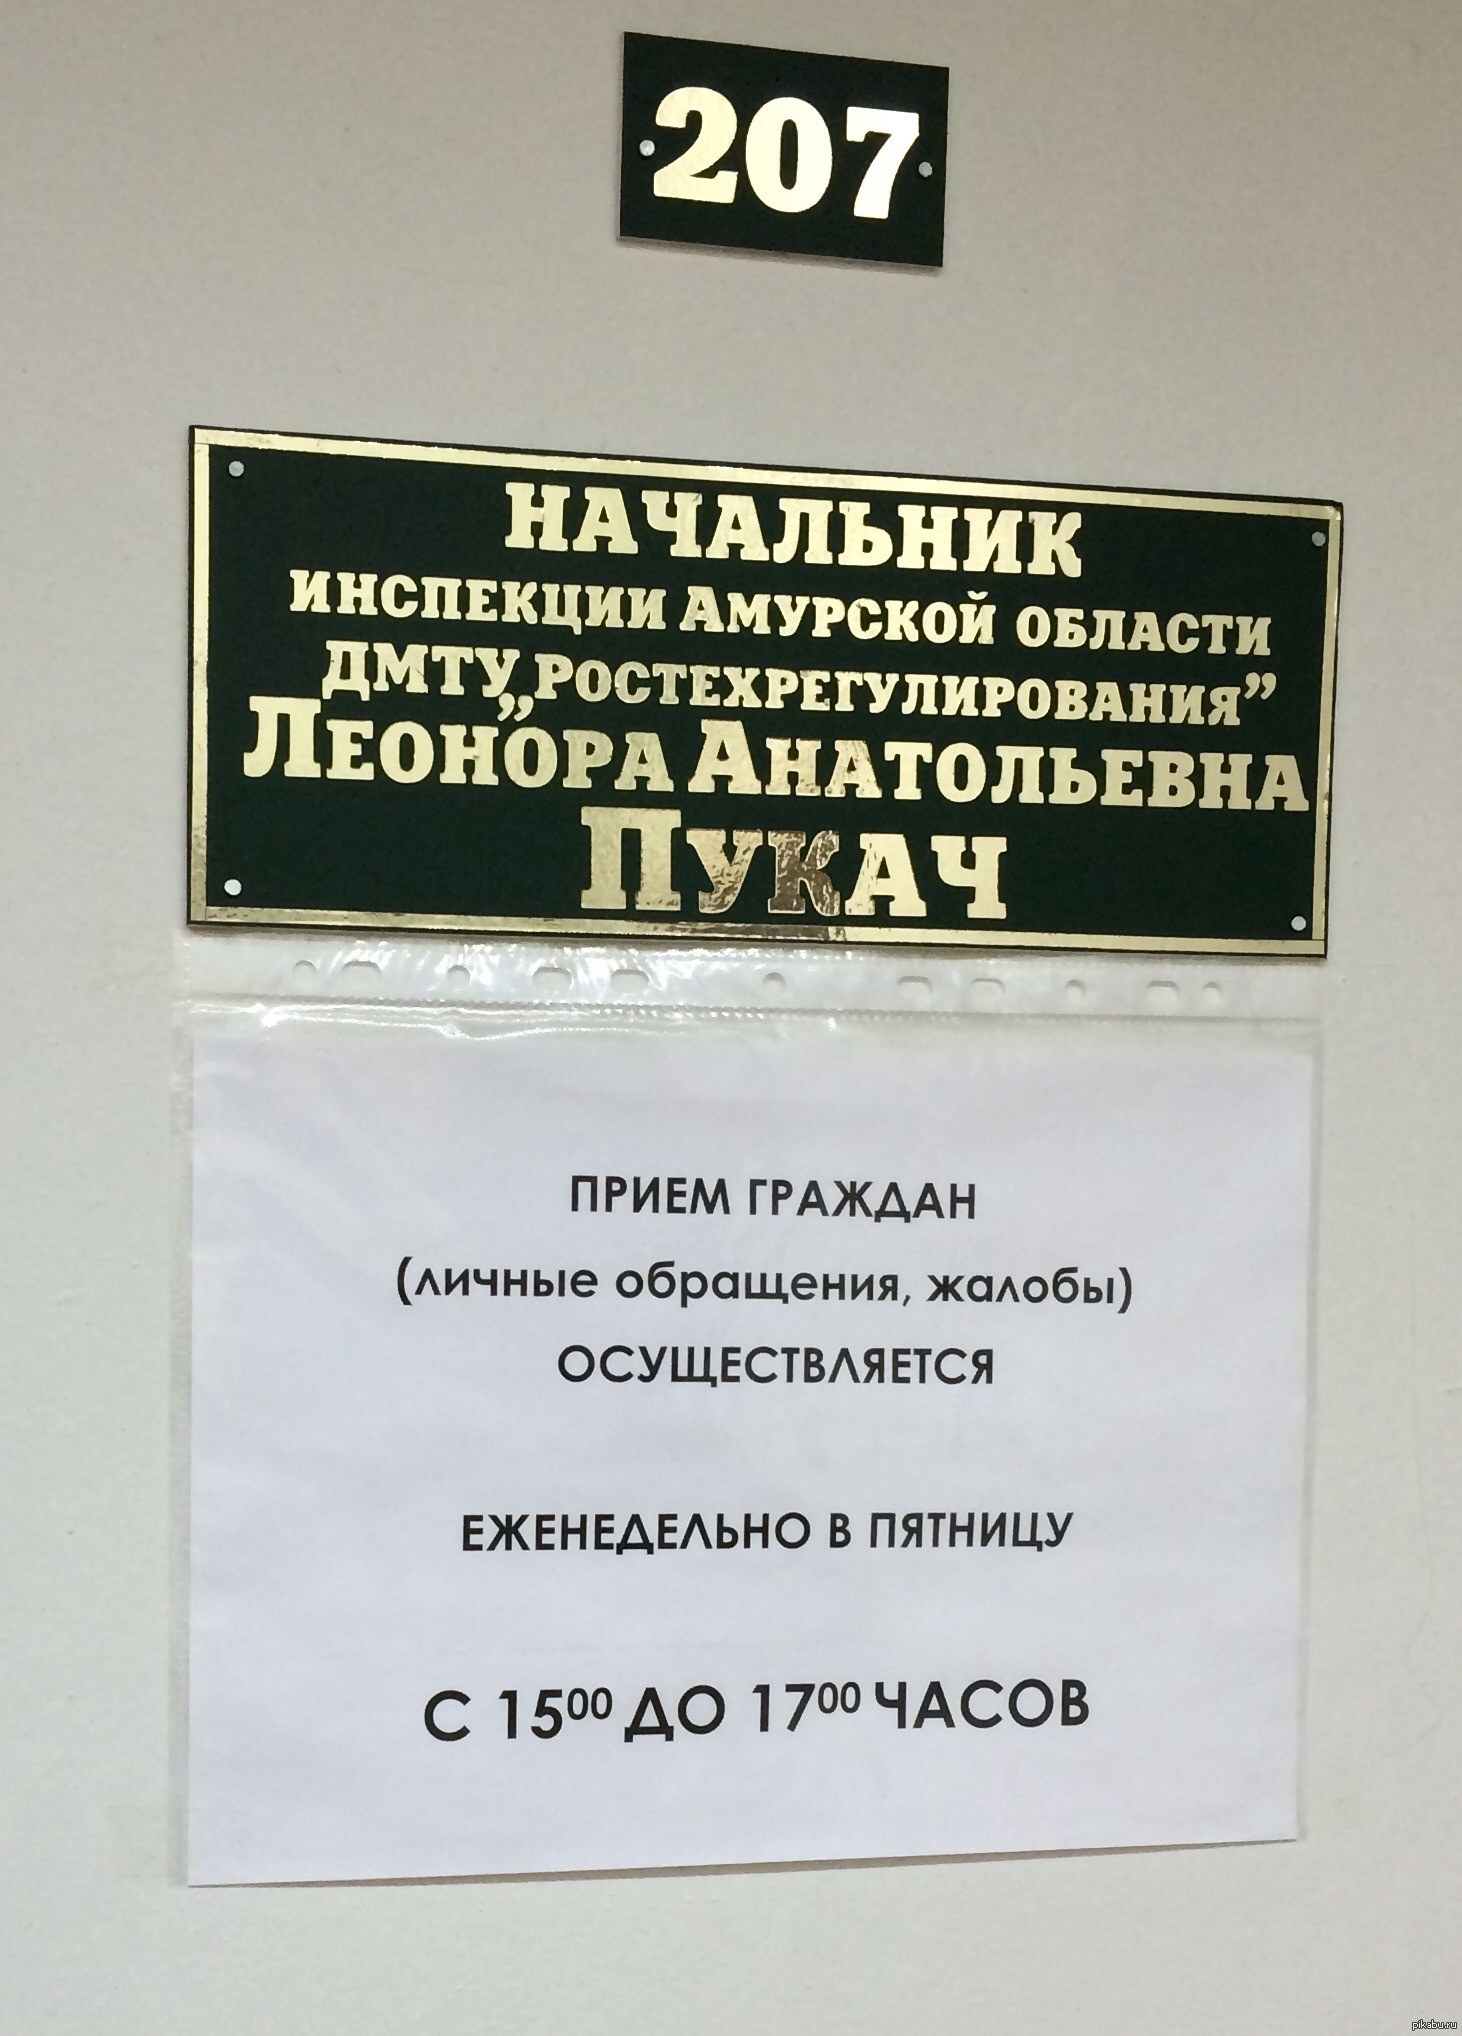 207
НАЧАЛЬНИК
ИНСПЕКЦИИ АМУРСКОЙ ОБЛАСТИ
ДМТУ „РОСТЕХРЕГУЛИРОВАНИЯ”
ЛЕОНОРА АНАТОЛЬЕВНА
ПУКАЧ
ПРИЕМ ГРАЖДАН
(личные обращения, жалобы)
ОСУЩЕСТВЛЯЕТСЯ
ЕЖЕНЕДЕЛЬНО В ПЯТНИЦУ
С 15⁰⁰ ДО 17⁰⁰ ЧАСОВ
pikabu.ru